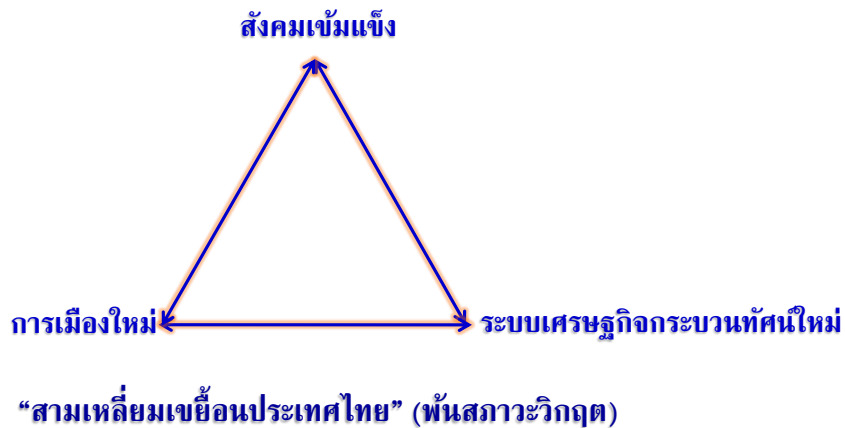 สังคมเข้มแข็ง
การเมืองใหม่
ระบบเศรษฐกิจกระบวนทัศน์ใหม่
“สามเหลี่ยมเขยื้อนประเทศไทย” (พ้นสภาวะวิกฤต)